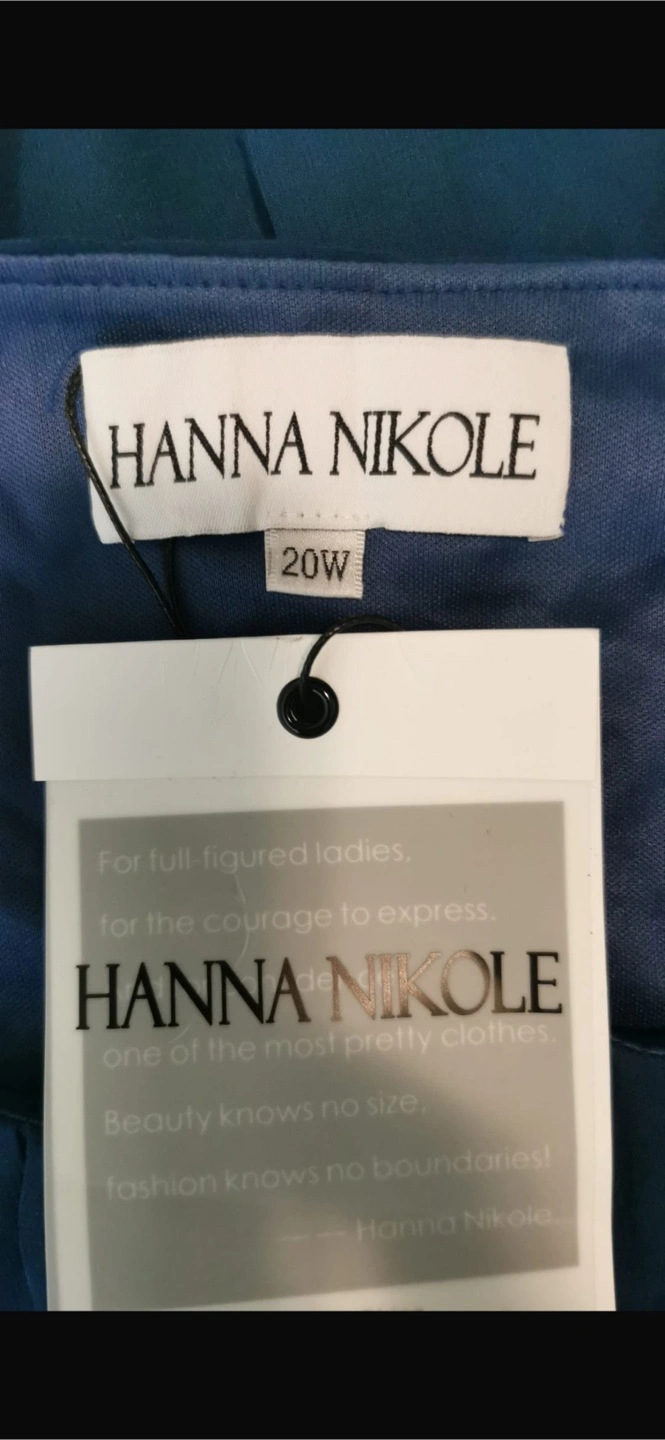 HANNA NIKOLE
20W
For full-figured ladies,
for the courage to express.
HANNA NIKOLE
one of the most pretty clothes.
Beauty knows no size,
fashion knows no boundaries!
—— Hanna Nikole.